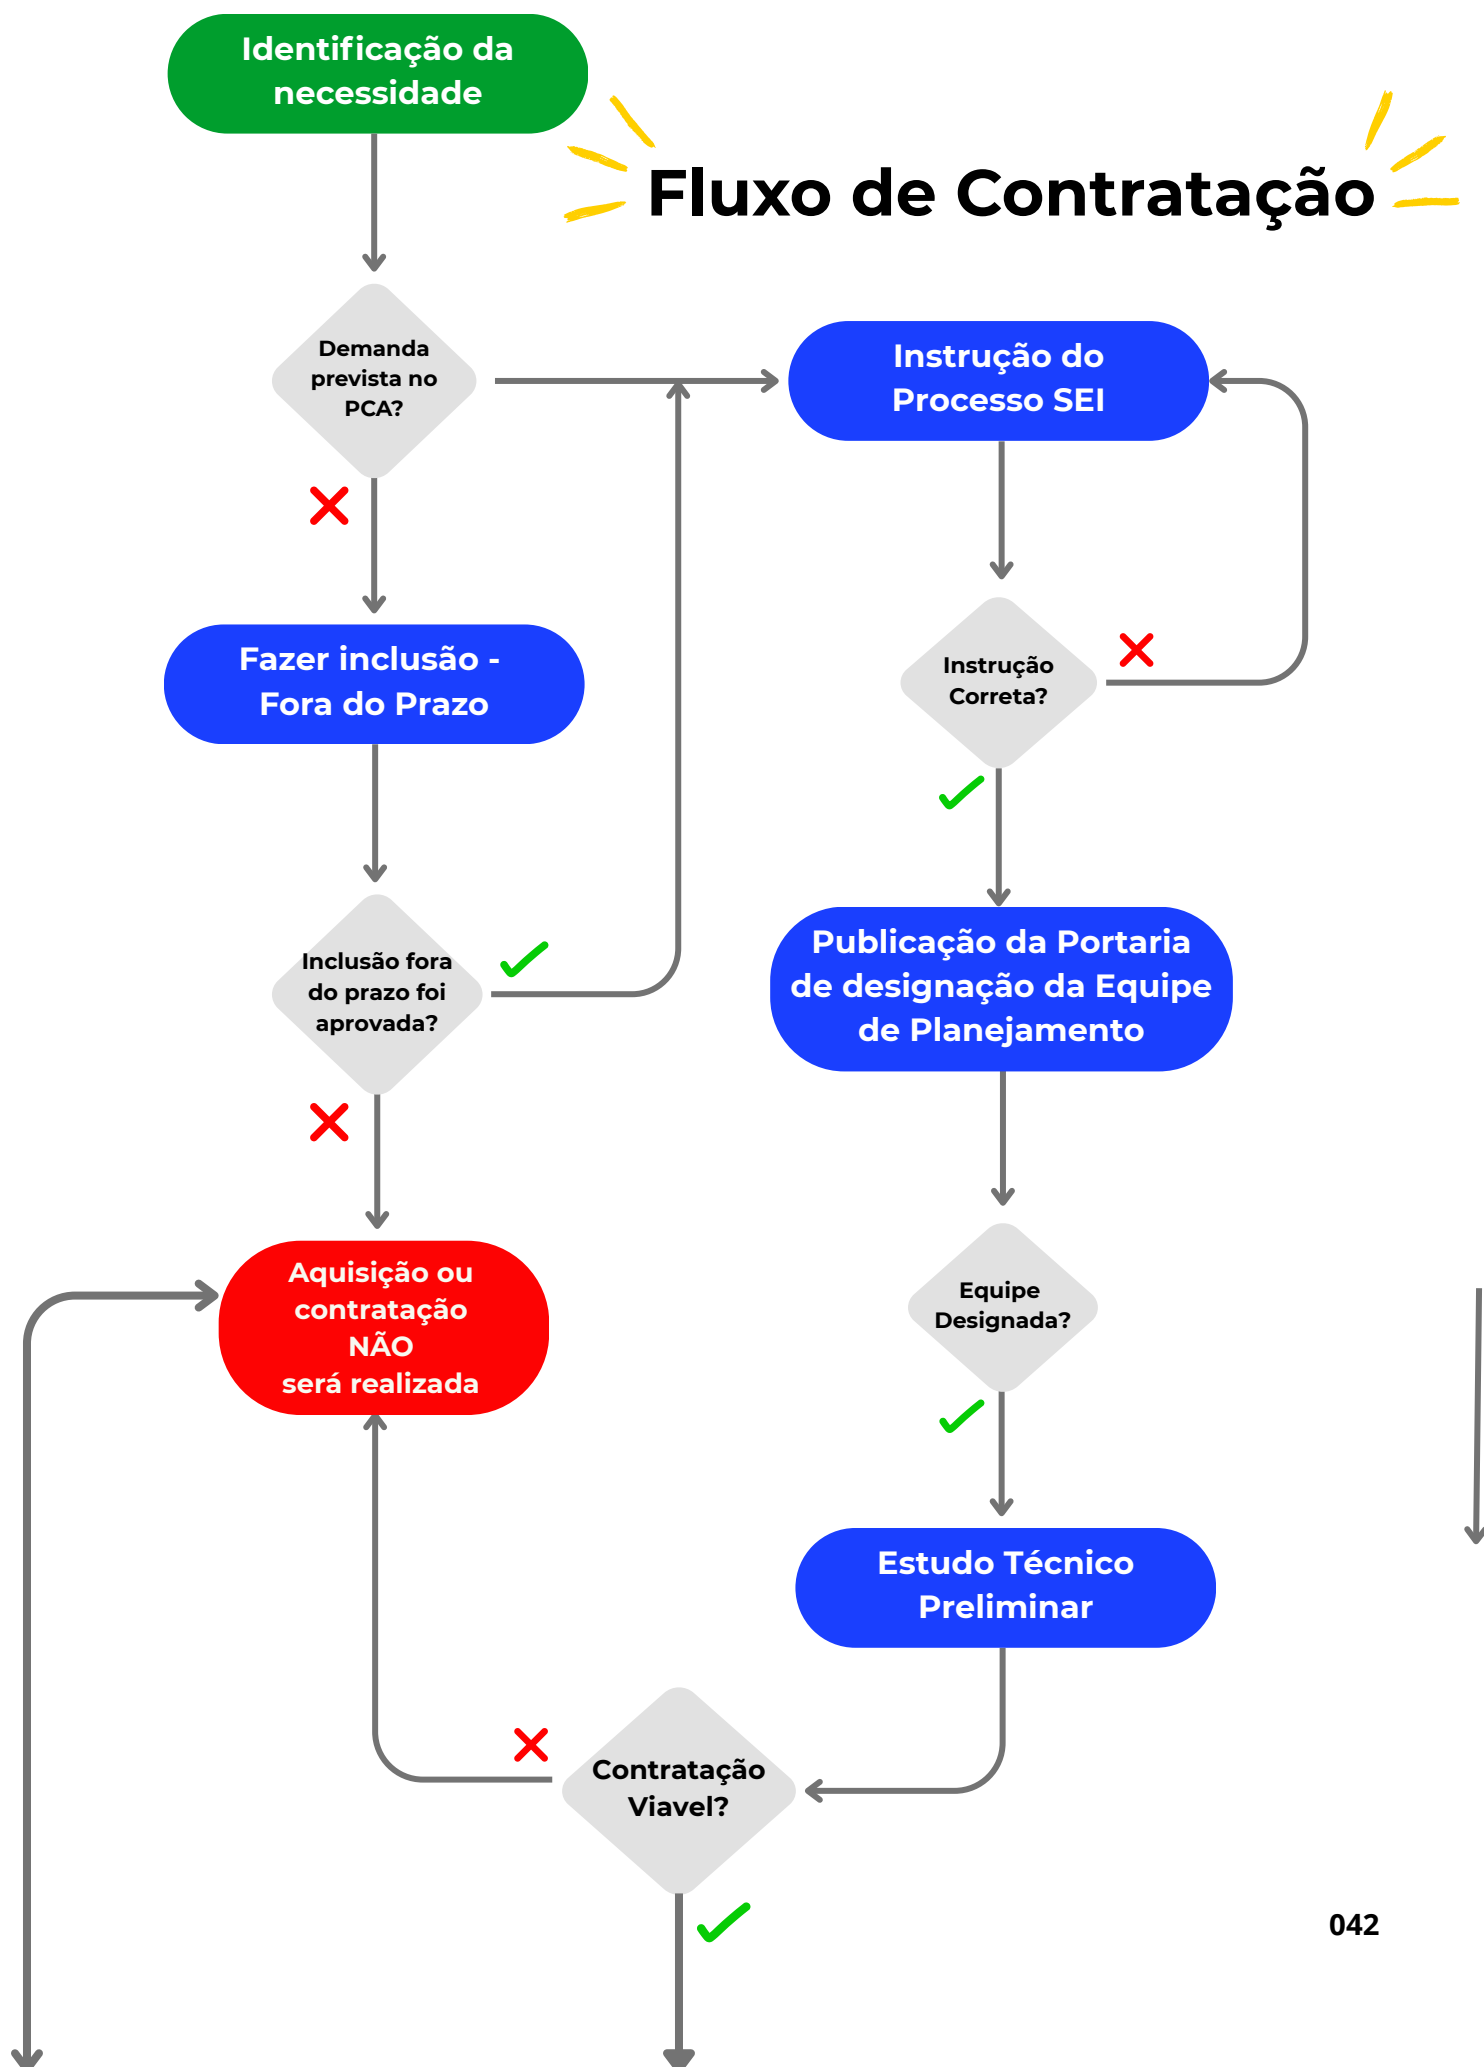 Identificação da
necessidade
Fluxo de Contratação
Demanda
prevista no
PCA?
Instrução do
Processo SEI
Fazer inclusão -
Fora do Prazo
Instrução
Correta?
Inclusão fora
do prazo foi
aprovada?
Publicação da Portaria
de designação da Equipe
de Planejamento
Aquisição ou
contratação
NÃO
será realizada
Equipe
Designada?
Estudo Técnico
Preliminar
Contratação
Viavel?
042